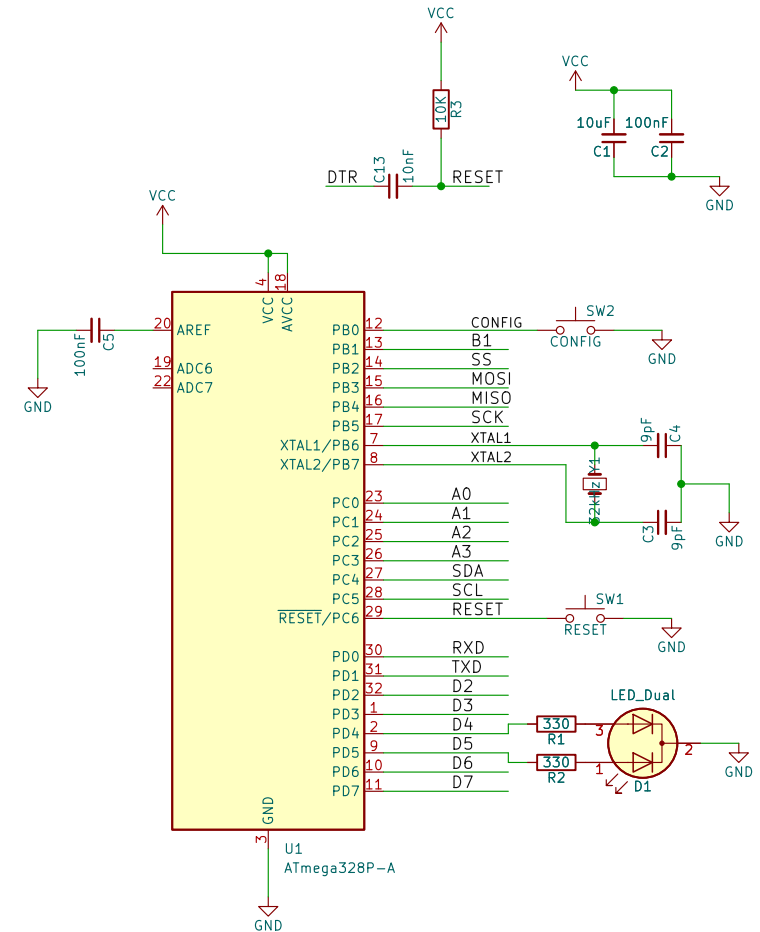 VCC
10K
R3
C13
10nF
DTR
RESET
VCC
10uF
100nF
C1
C2
GND
VCC
4
18
VCC
AVCC
20
AREF
C5
100nF
GND
19
ADC6
22
ADC7
PB0 12 CONFIG
SW2
CONFIG
GND
PB1 13 B1
PB2 14 SS
PB3 15 MOSI
PB4 16 MISO
PB5 17 SCK
XTAL1/PB6 7 XTAL1
XTAL2/PB7 8 XTAL2
9pF
C4
Y1
32kHz
C3
9pF
GND
PC0 23 A0
PC1 24 A1
PC2 25 A2
PC3 26 A3
PC4 27 SDA
PC5 28 SCL
RESET/PC6 29 RESET
SW1
RESET
GND
PD0 30 RXD
PD1 31 TXD
PD2 32 D2
PD3 1 D3
PD4 2 D4
PD5 9 D5
PD6 10 D6
PD7 11 D7
LED_Dual
330
R1
3
330
R2
1
2
D1
GND
GND
3
U1
ATmega328P-A
GND